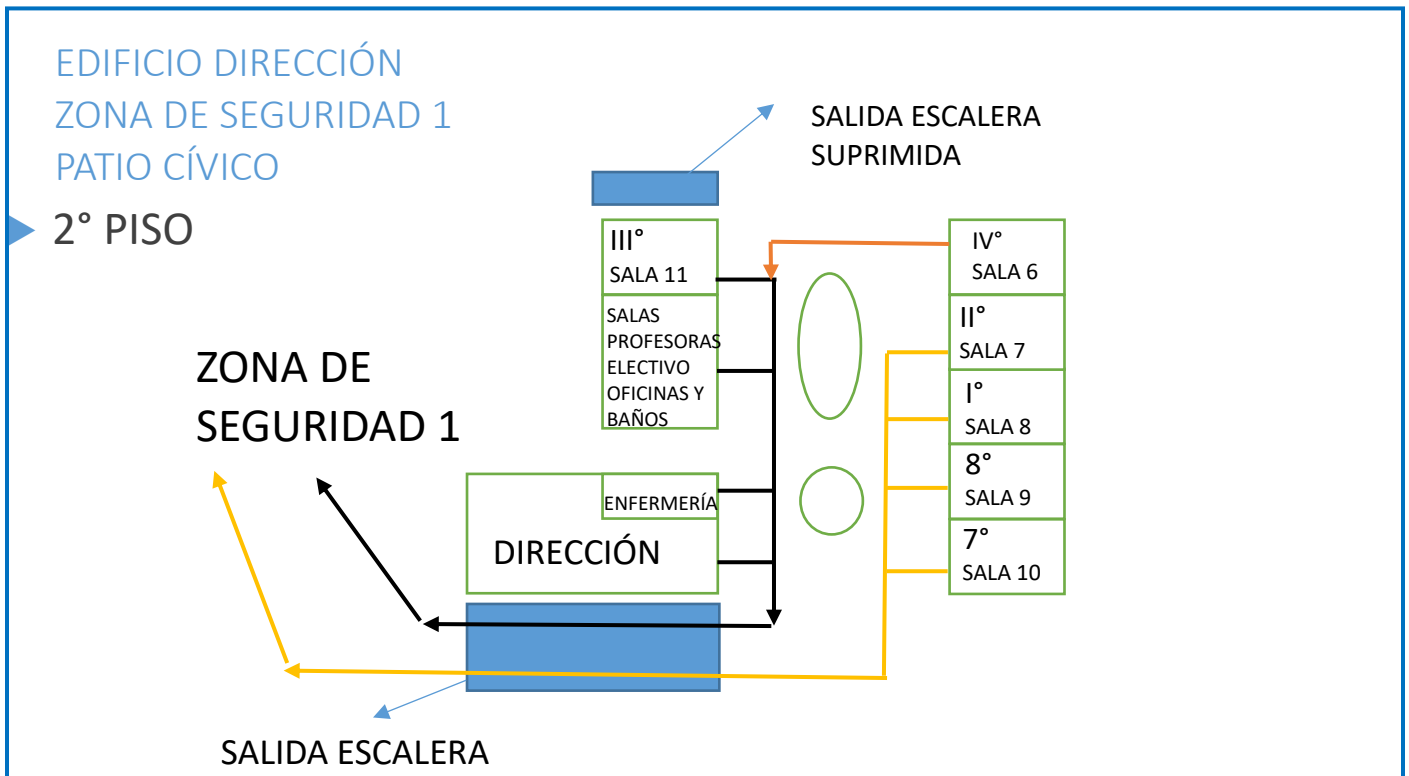 EDIFICIO DIRECCIÓN
ZONA DE SEGURIDAD 1
PATIO CÍVICO
2° PISO
SALIDA ESCALERA
SUPRIMIDA
III°
SALA 11
SALAS
PROFESORAS
ELECTIVO
OFICINAS Y
BAÑOS
IV°
SALA 6
II°
SALA 7
I°
SALA 8
8°
SALA 9
7°
SALA 10
ZONA DE
SEGURIDAD 1
ENFERMERÍA
DIRECCIÓN
SALIDA ESCALERA